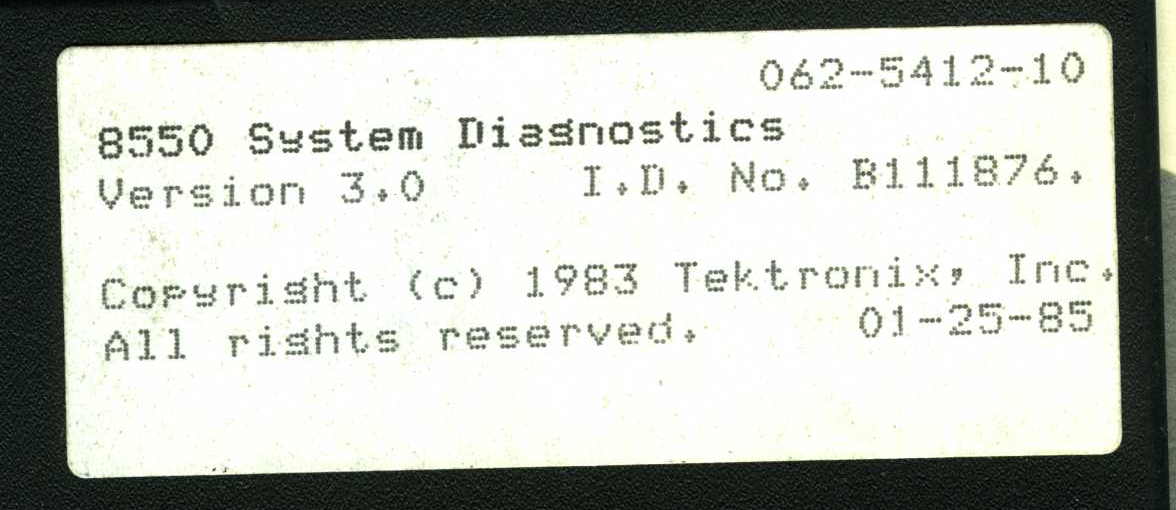 062-5412-10
8550 System Diagnostics
Version 3.0 I.D. No. B111876.
Copyright (c) 1983 Tektronix, Inc.
All rights reserved. 01-25-85